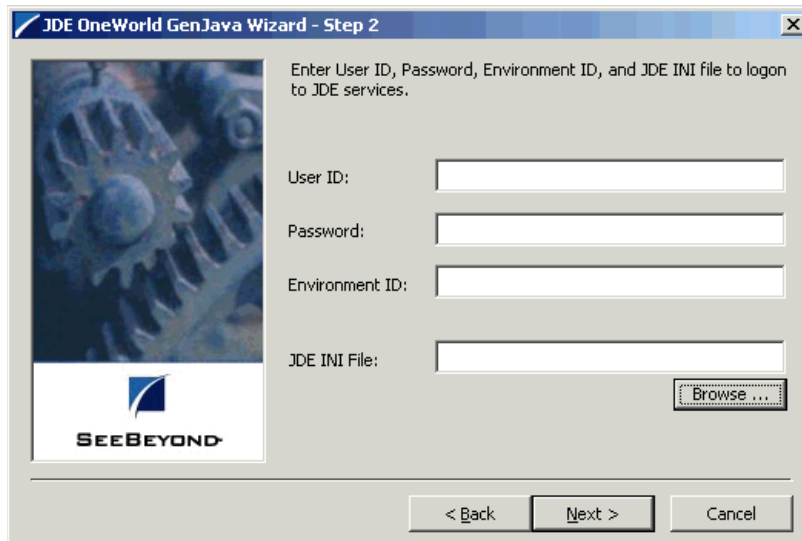 JDE OneWorld GenJava Wizard - Step 2
Enter User ID, Password, Environment ID, and JDE INI file to logon
to JDE services.
User ID:
Password:
Environment ID:
JDE INI File:
Browse ...
SEEBEYOND
< Back
Next >
Cancel